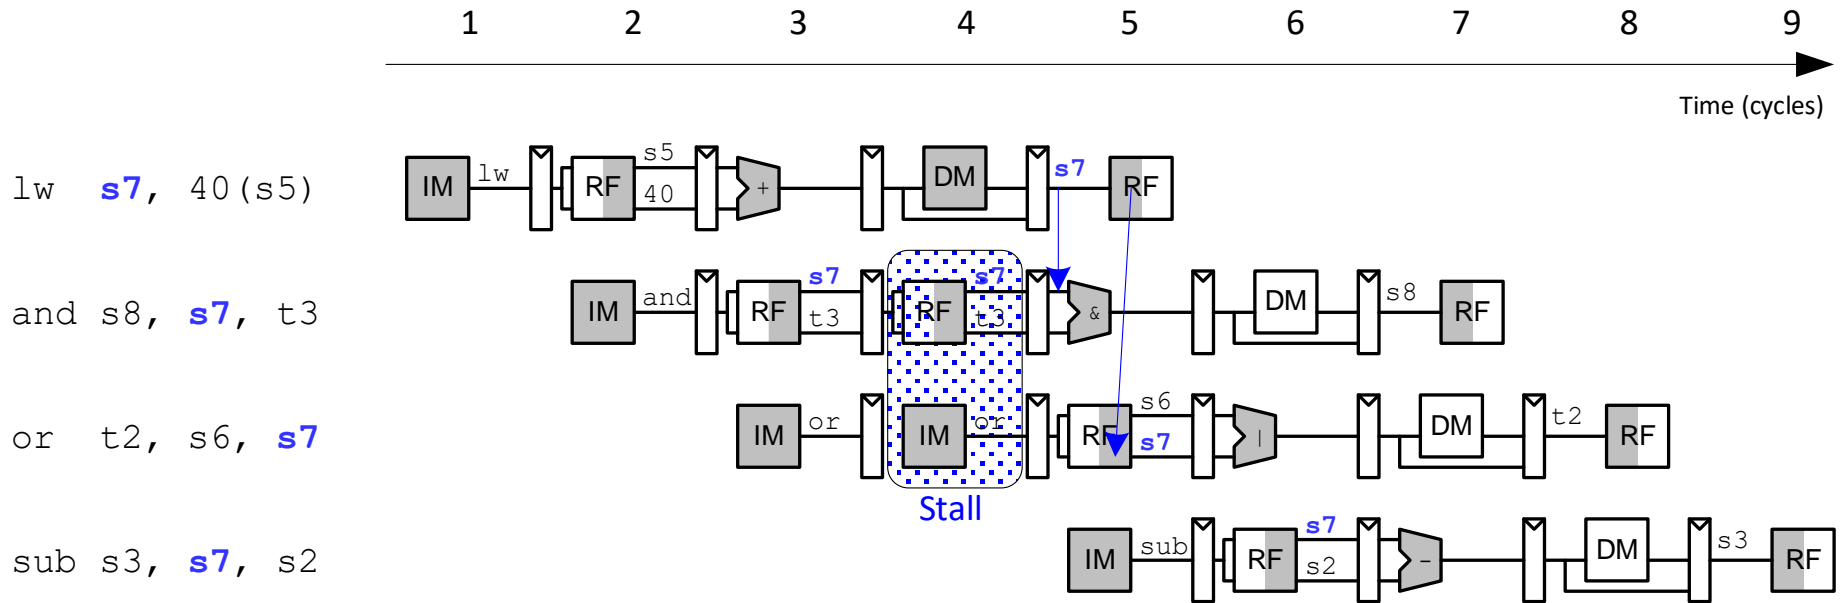 1 2 3 4 5 6 7 8 9
Time (cycles)
lw s7, 40(s5) IM lw RF s5 40 + DM s7 RF
and s8, s7, t3 IM and RF s7 t3 RF s7 t3 & DM s8 RF
or t2, s6, s7 IM or IM or RF s6 s7 | DM t2 RF
Stall
sub s3, s7, s2 IM sub RF s7 s2 - DM s3 RF